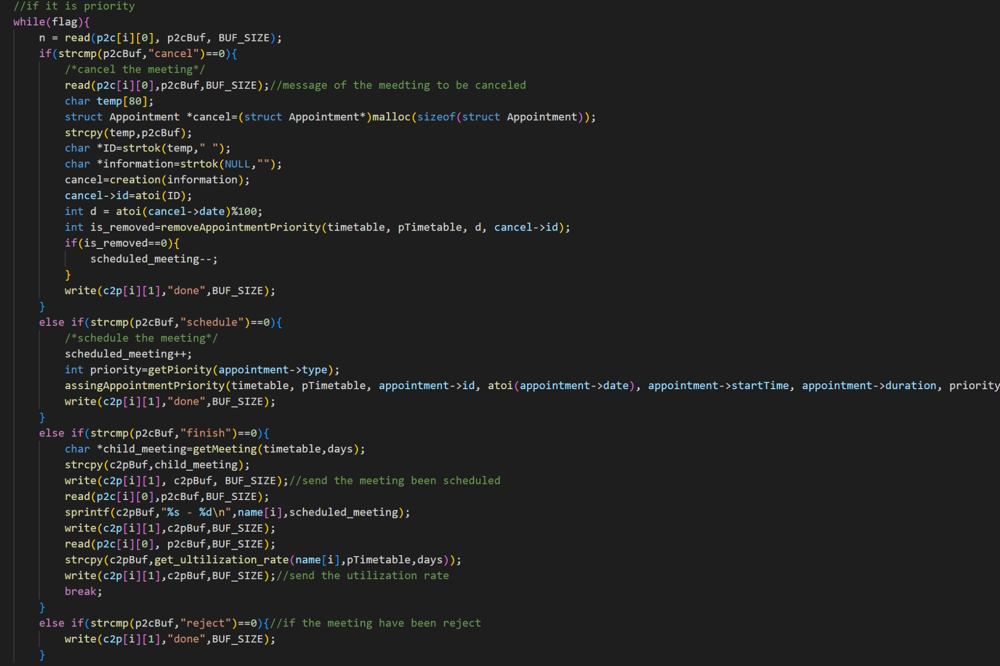 //if it is priority
while(flag){
n = read(p2c[i][0], p2cBuf, BUF_SIZE);
if(strcmp(p2cBuf,"cancel")==0){
/*cancel the meeting*/
read(p2c[i][0],p2cBuf,BUF_SIZE);//message of the meedting to be canceled
char temp[80];
struct Appointment *cancel=(struct Appointment*)malloc(sizeof(struct Appointment));
strcpy(temp,p2cBuf);
char *ID=strtok(temp," ");
char *information=strtok(NULL,"");
cancel=creation(information);
cancel->id=atoi(ID);
int d = atoi(cancel->date)%100;
int is_removed=removeAppointmentPriority(timetable, pTimetable, d, cancel->id);
if(is_removed==0){
scheduled_meeting--;
}
write(c2p[i][1],"done",BUF_SIZE);
}
else if(strcmp(p2cBuf,"schedule")==0){
/*schedule the meeting*/
scheduled_meeting++;
int priority=getPiority(appointment->type);
assingAppointmentPriority(timetable, pTimetable, appointment->id, atoi(appointment->date), appointment->startTime, appointment->duration, priority
write(c2p[i][1],"done",BUF_SIZE);
}
else if(strcmp(p2cBuf,"finish")==0){
char *child_meeting=getMeeting(timetable,days);
strcpy(c2pBuf,child_meeting);
write(c2p[i][1], c2pBuf, BUF_SIZE);//send the meeting been scheduled
read(p2c[i][0],p2cBuf,BUF_SIZE);
sprintf(c2pBuf,"%s - %d\n",name[i],scheduled_meeting);
write(c2p[i][1],c2pBuf,BUF_SIZE);
read(p2c[i][0], p2cBuf,BUF_SIZE);
strcpy(c2pBuf,get_ultilization_rate(name[i],pTimetable,days));
write(c2p[i][1],c2pBuf,BUF_SIZE);//send the utilization rate
break;
}
else if(strcmp(p2cBuf,"reject")==0){//if the meeting have been reject
write(c2p[i][1],"done",BUF_SIZE);
}